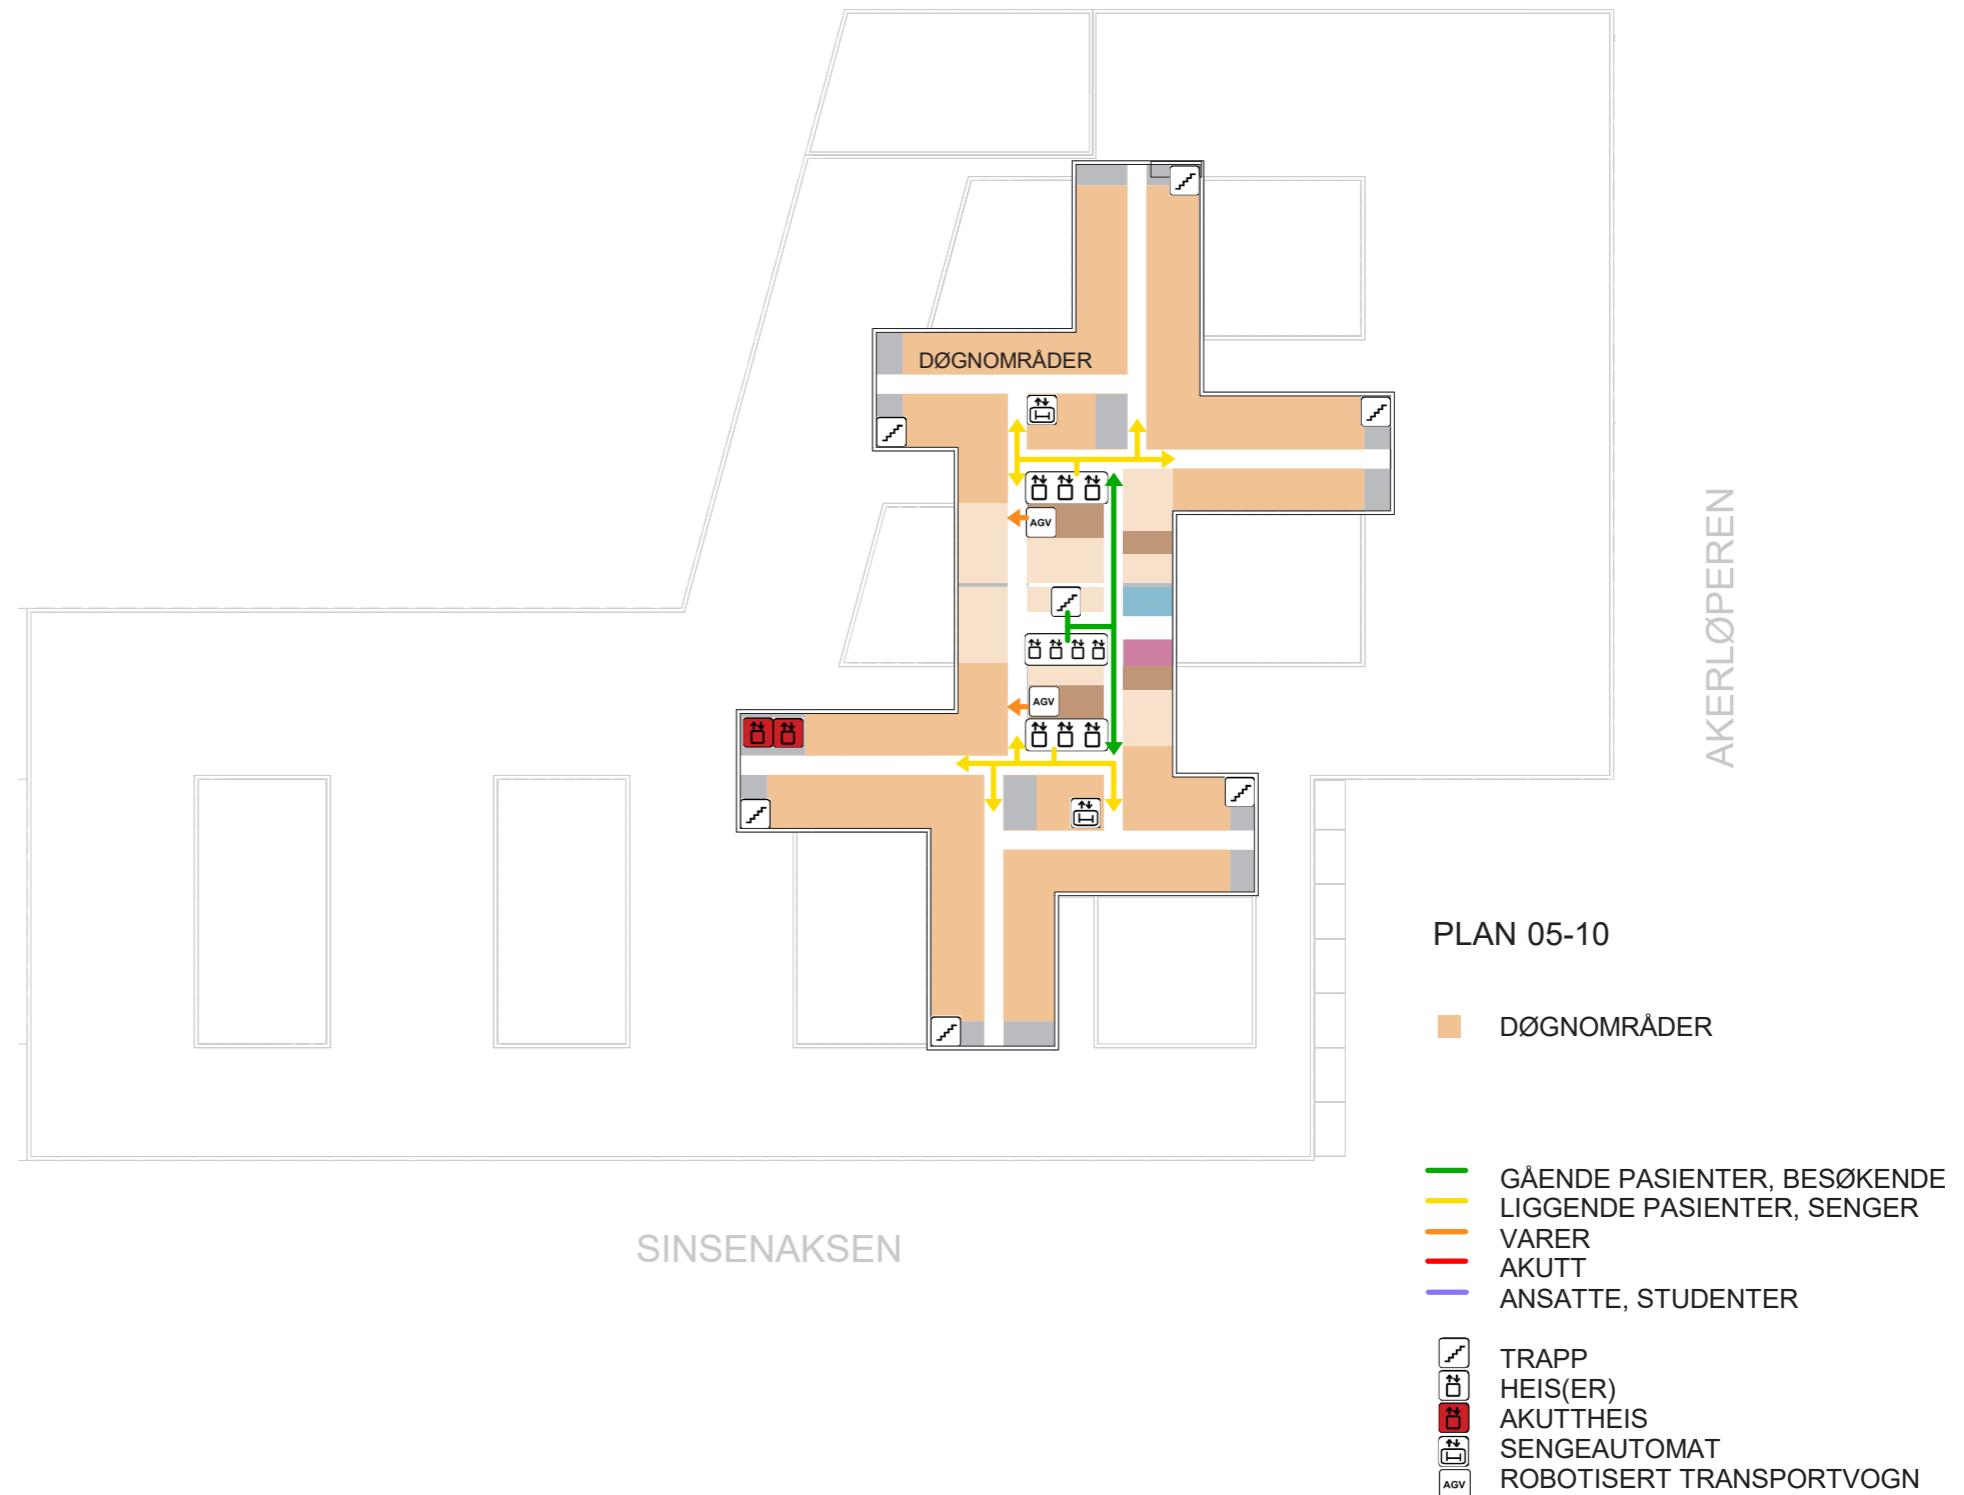 DØGNOMRÅDER
AGV
AGV
AKERLØPEREN
SINSENAKSEN
PLAN 05-10
DØGNOMRÅDER
GÅENDE PASIENTER, BESØKENDE
LIGGENDE PASIENTER, SENGER
VARER
AKUTT
ANSATTE, STUDENTER
TRAPP
HEIS(ER)
AKUTTHEIS
SENGEAUTOMAT
AGV ROBOTISERT TRANSPORTVOGN